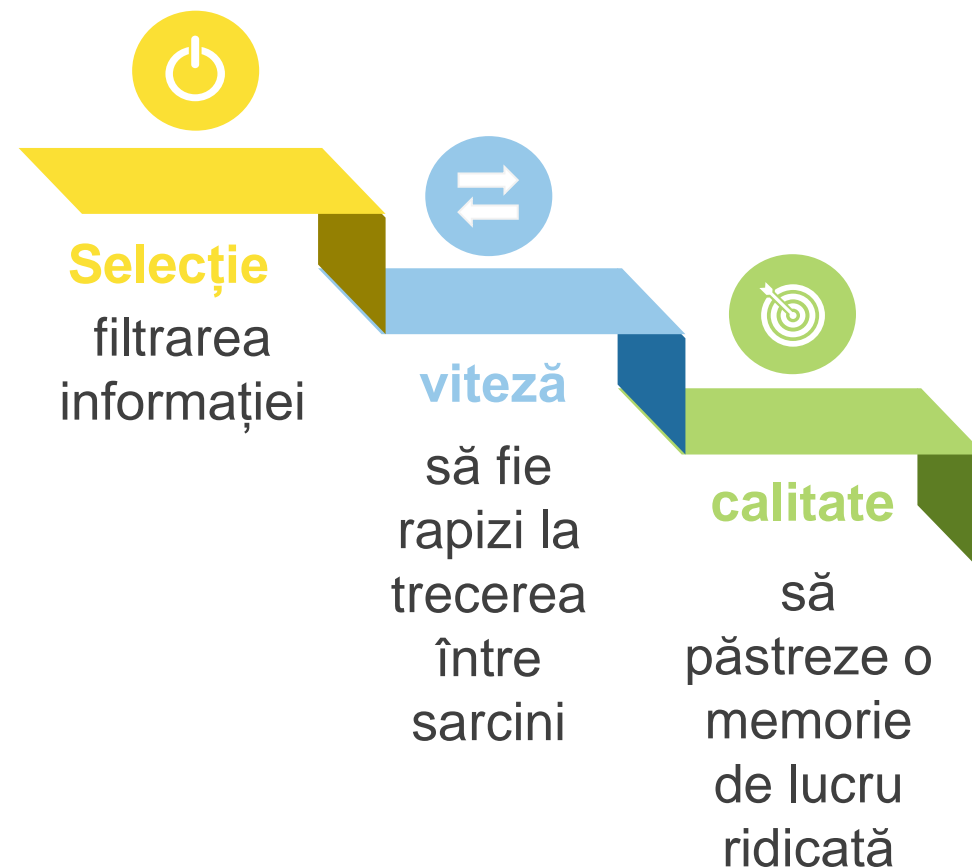 Selecție
filtrarea
informației
viteză
să fie
rapizi la
trecerea
între
sarcini
calitate
să
păstreze o
memorie
de lucru
ridicată